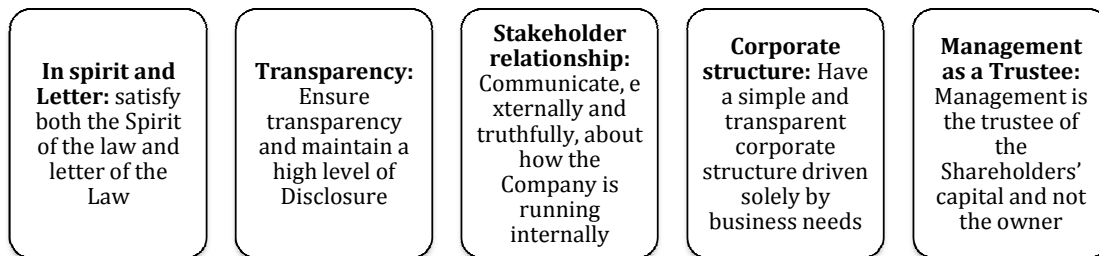 In spirit and
Letter: satisfy
both the Spirit
of the law and
letter of the
Law
Transparency:
Ensure
transparency
and maintain a
high level of
Disclosure
Stakeholder
relationship:
Communicate, e
xternally and
truthfully, about
how the
Company is
running
internally
Corporate
structure: Have
a simple and
transparent
corporate
structure driven
solely by
business needs
Management
as a Trustee:
Management is
the trustee of
the
Shareholders’
capital and not
the owner